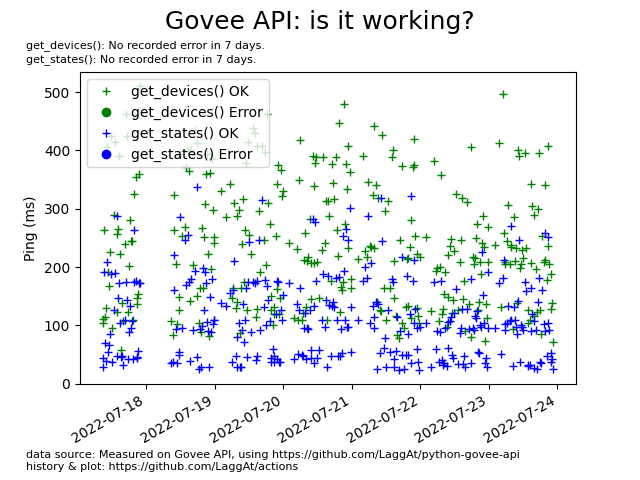 Govee API: is it working?
get_devices(): No recorded error in 7 days.
get_states(): No recorded error in 7 days.
get_devices() OK
get_devices() Error
get_states() OK
get_states() Error
Ping (ms)
500
400
300
200
100
0
2022-07-18
2022-07-19
2022-07-20
2022-07-21
2022-07-22
2022-07-23
2022-07-24
data source: Measured on Govee API, using https://github.com/LaggAt/python-govee-api
history & plot: https://github.com/LaggAt/actions